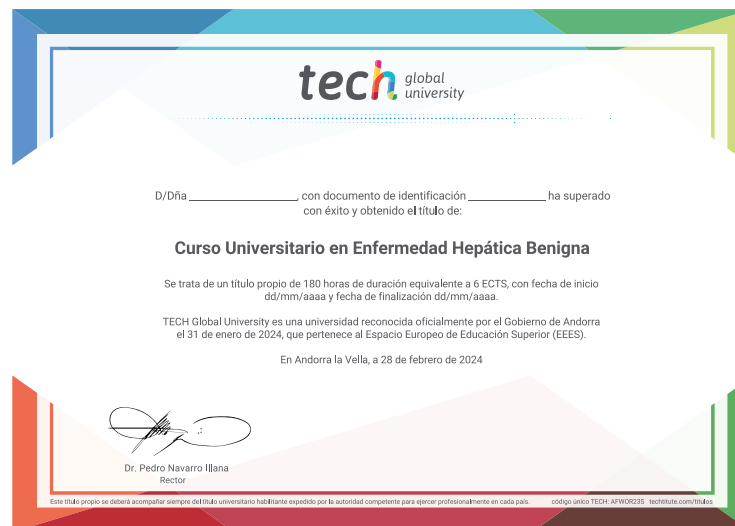 tech global
university
D/Dña ____________________, con documento de identificación ______________ ha superado
con éxito y obtenido el título de:
Curso Universitario en Enfermedad Hepática Benigna
Se trata de un título propio de 180 horas de duración equivalente a 6 ECTS, con fecha de inicio
dd/mm/aaaa y fecha de finalización dd/mm/aaaa.
TECH Global University es una universidad reconocida oficialmente por el Gobierno de Andorra
el 31 de enero de 2024, que pertenece al Espacio Europeo de Educación Superior (EEES).
En Andorra la Vella, a 28 de febrero de 2024
Dr. Pedro Navarro Illana
Rector
Este título propio se deberá acompañar siempre del título universitario habilitante expedido por la autoridad competente para ejercer profesionalmente en cada país. código único TECH: AFWOR23S techtitute.com/titulos